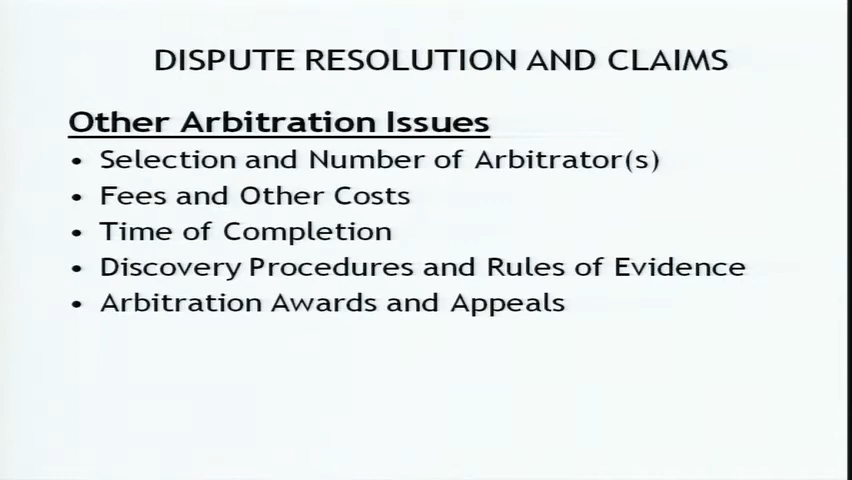 DISPUTE RESOLUTION AND CLAIMS
Other Arbitration Issues
• Selection and Number of Arbitrator(s)
• Fees and Other Costs
• Time of Completion
• Discovery Procedures and Rules of Evidence
• Arbitration Awards and Appeals